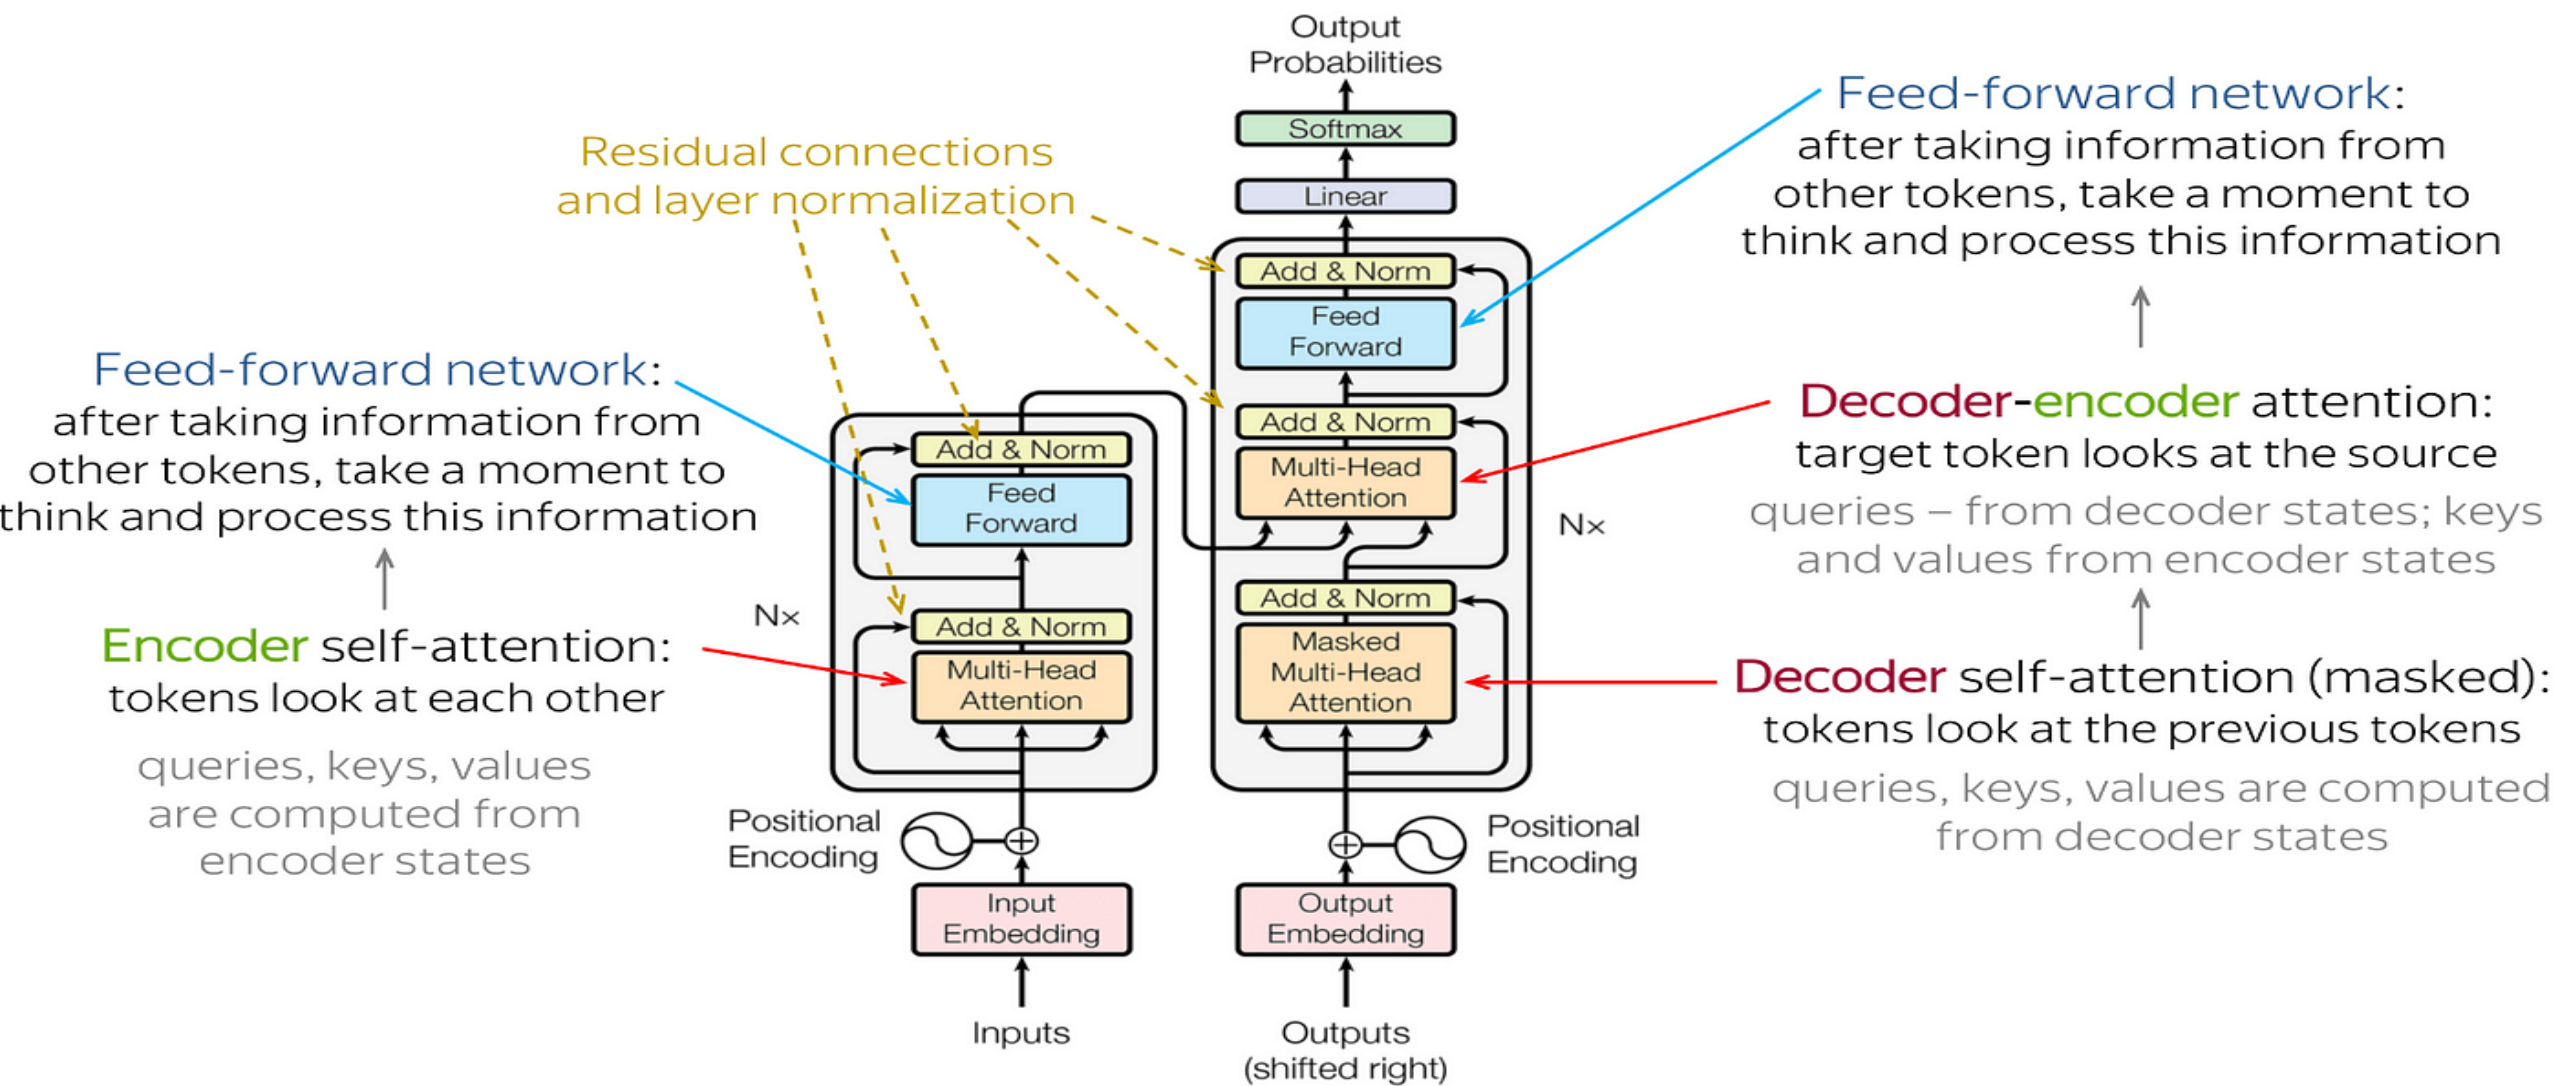 Output
Probabilities
Softmax
Linear
Add & Norm
Feed
Forward
Add & Norm
Multi-Head
Attention
Nx
Add & Norm
Masked
Multi-Head
Attention
Positional
Encoding
Output
Embedding
Outputs
(shifted right)
Residual connections
and layer normalization
Add & Norm
Feed
Forward
Nx
Add & Norm
Multi-Head
Attention
Positional
Encoding
Input
Embedding
Inputs
Feed-forward network:
after taking information from
other tokens, take a moment to
think and process this information
Encoder self-attention:
tokens look at each other
queries, keys, values
are computed from
encoder states
Feed-forward network:
after taking information from
other tokens, take a moment to
think and process this information
Decoder-encoder attention:
target token looks at the source
queries – from decoder states; keys
and values from encoder states
Decoder self-attention (masked):
tokens look at the previous tokens
queries, keys, values are computed
from decoder states